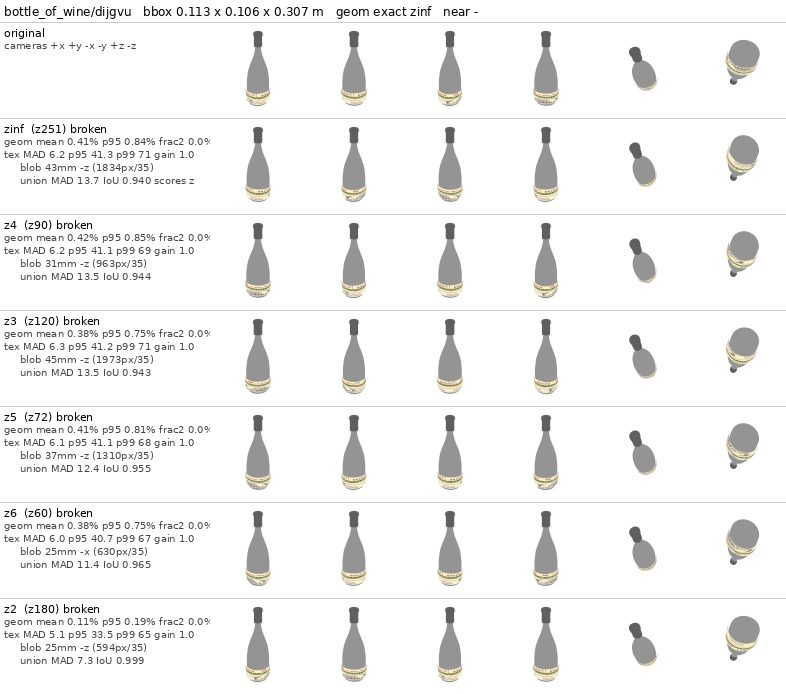 bottle_of_wine/dijgvu bbox 0.113 x 0.106 x 0.307 m geom exact zinf near -
original
cameras +x +y -x -y +z -z
zinf (z251) broken
geom mean 0.41% p95 0.84% frac2 0.0%
tex MAD 6.2 p95 41.3 p99 71 gain 1.0
blob 43mm -z (1834px/35)
union MAD 13.7 IoU 0.940 scores z
z4 (z90) broken
geom mean 0.42% p95 0.85% frac2 0.0%
tex MAD 6.2 p95 41.1 p99 69 gain 1.0
blob 31mm -z (963px/35)
union MAD 13.5 IoU 0.944
z3 (z120) broken
geom mean 0.38% p95 0.75% frac2 0.0%
tex MAD 6.3 p95 41.2 p99 71 gain 1.0
blob 45mm -z (1973px/35)
union MAD 13.5 IoU 0.943
z5 (z72) broken
geom mean 0.41% p95 0.81% frac2 0.0%
tex MAD 6.1 p95 41.1 p99 68 gain 1.0
blob 37mm -z (1310px/35)
union MAD 12.4 IoU 0.955
z6 (z60) broken
geom mean 0.38% p95 0.75% frac2 0.0%
tex MAD 6.0 p95 40.7 p99 67 gain 1.0
blob 25mm -x (630px/35)
union MAD 11.4 IoU 0.965
z2 (z180) broken
geom mean 0.11% p95 0.19% frac2 0.0%
tex MAD 5.1 p95 33.5 p99 65 gain 1.0
blob 25mm -z (594px/35)
union MAD 7.3 IoU 0.999